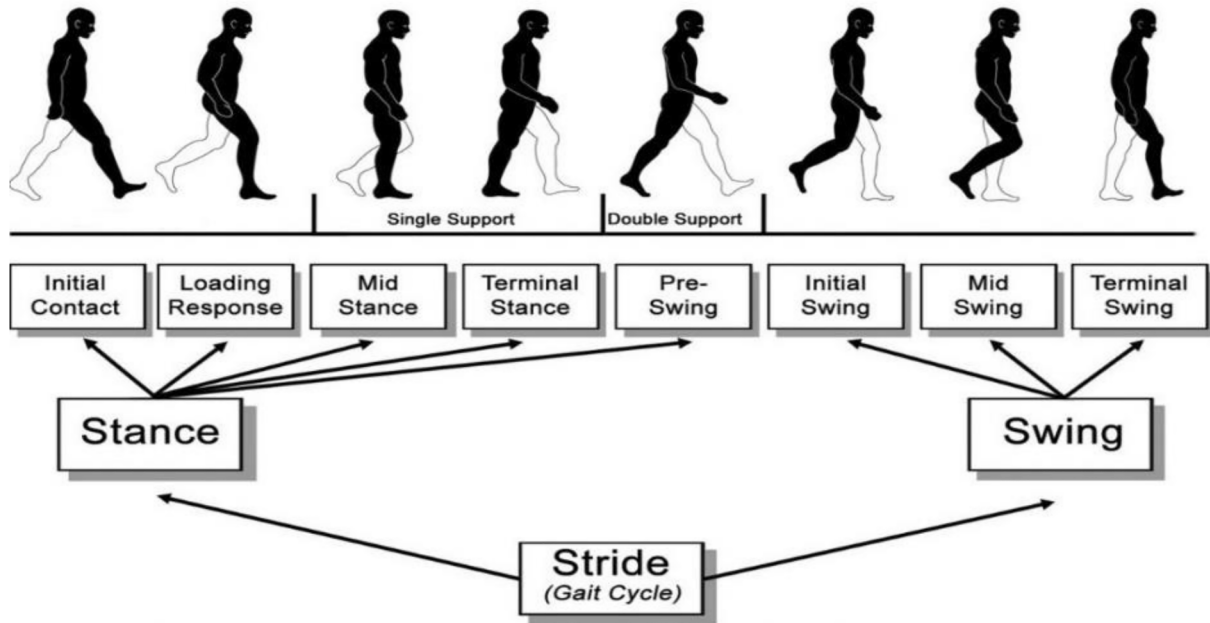 Single Support
Double Support
Initial
Contact
Loading
Response
Mid
Stance
Terminal
Stance
Pre-
Swing
Initial
Swing
Mid
Swing
Terminal
Swing
Stance
Swing
Stride
(Gait Cycle)